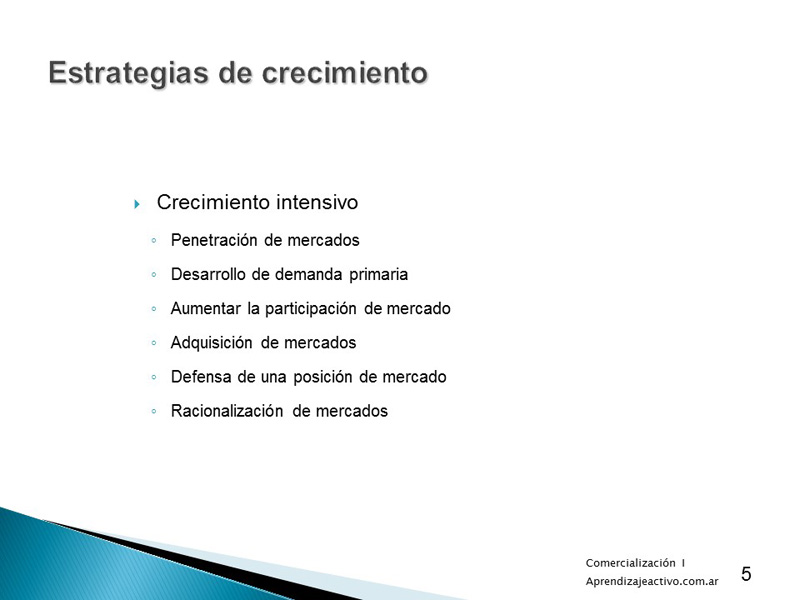 Estrategias de crecimiento
Crecimiento intensivo
Penetración de mercados
Desarrollo de demanda primaria
Aumentar la participación de mercado
Adquisición de mercados
Defensa de una posición de mercado
Racionalización de mercados
Comercialización I
Aprendizajeactivo.com.ar
5